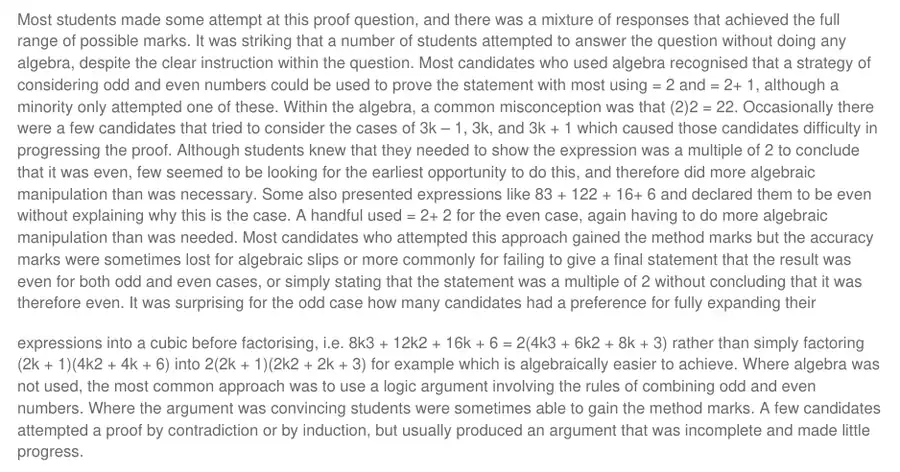 Most students made some attempt at this proof question, and there was a mixture of responses that achieved the full
range of possible marks. It was striking that a number of students attempted to answer the question without doing any
algebra, despite the clear instruction within the question. Most candidates who used algebra recognised that a strategy of
considering odd and even numbers could be used to prove the statement with most using = 2 and = 2+ 1, although a
minority only attempted one of these. Within the algebra, a common misconception was that (2)2 = 22. Occasionally there
were a few candidates that tried to consider the cases of 3k – 1, 3k, and 3k + 1 which caused those candidates difficulty in
progressing the proof. Although students knew that they needed to show the expression was a multiple of 2 to conclude
that it was even, few seemed to be looking for the earliest opportunity to do this, and therefore did more algebraic
manipulation than was necessary. Some also presented expressions like 83 + 122 + 16+ 6 and declared them to be even
without explaining why this is the case. A handful used = 2+ 2 for the even case, again having to do more algebraic
manipulation than was needed. Most candidates who attempted this approach gained the method marks but the accuracy
marks were sometimes lost for algebraic slips or more commonly for failing to give a final statement that the result was
even for both odd and even cases, or simply stating that the statement was a multiple of 2 without concluding that it was
therefore even. It was surprising for the odd case how many candidates had a preference for fully expanding their
expressions into a cubic before factorising, i.e. 8k3 + 12k2 + 16k + 6 = 2(4k3 + 6k2 + 8k + 3) rather than simply factoring
(2k + 1)(4k2 + 4k + 6) into 2(2k + 1)(2k2 + 2k + 3) for example which is algebraically easier to achieve. Where algebra was
not used, the most common approach was to use a logic argument involving the rules of combining odd and even
numbers. Where the argument was convincing students were sometimes able to gain the method marks. A few candidates
attempted a proof by contradiction or by induction, but usually produced an argument that was incomplete and made little
progress.